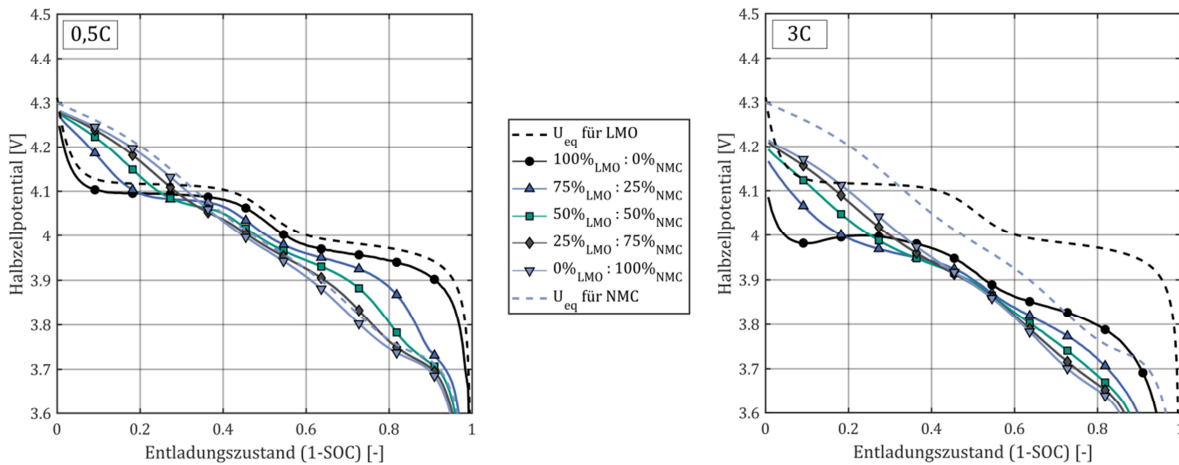 0,5C
4.5
4.4
4.3
4.2
4.1
4
3.9
3.8
3.7
3.6
Halbzellpotential [V]
0
0.2
0.4
0.6
0.8
1
Entladungszustand (1-SOC) [-]
U_eq für LMO
100%_LMO : 0%_NMC
75%_LMO : 25%_NMC
50%_LMO : 50%_NMC
25%_LMO : 75%_NMC
0%_LMO : 100%_NMC
U_eq für NMC
3C
4.5
4.4
4.3
4.2
4.1
4
3.9
3.8
3.7
3.6
Halbzellpotential [V]
0
0.2
0.4
0.6
0.8
1
Entladungszustand (1-SOC) [-]